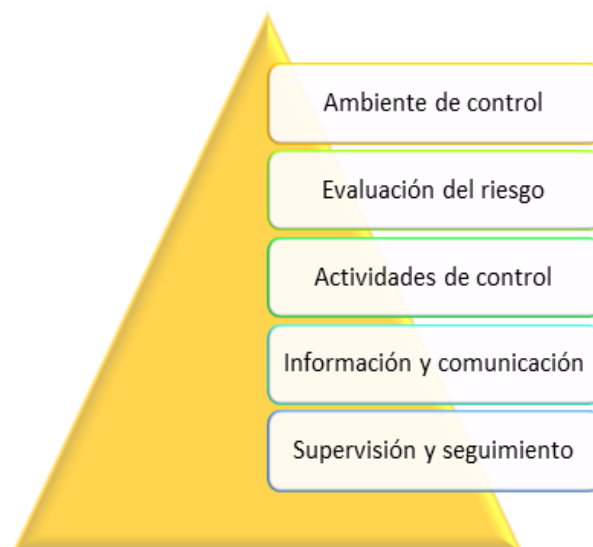 Ambiente de control
Evaluación del riesgo
Actividades de control
Información y comunicación
Supervisión y seguimiento